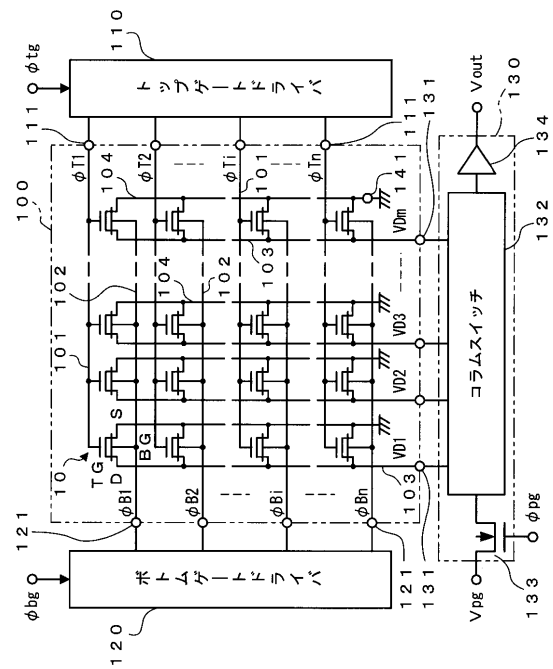 φtg
110
トップゲートドライバ
111
111
φT1
φT2
φTi
φTn
100
104
101
141
102
104
102
103
101
VDm
131
S
VD3
VD2
VD1
10
TG
D
BG
103
φB1
φB2
φBi
φBn
121
121
131
φbg
ボトムゲートドライバ
120
Vout
130
134
132
コラムスイッチ
133
Vpg
φpg